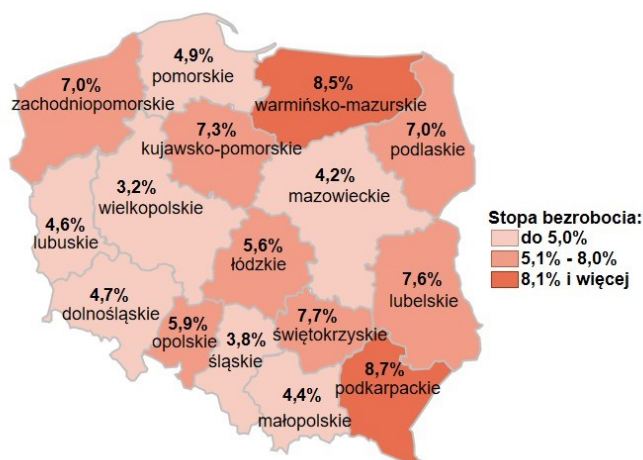 4,9%
pomorskie
7,0%
zachodniopomorskie
8,5%
warmińsko-mazurskie
7,3%
kujawsko-pomorskie
7,0%
podlaskie
3,2%
wielkopolskie
4,2%
mazowieckie
4,6%
lubuskie
5,6%
łódzkie
7,6%
lubelskie
4,7%
dolnośląskie
5,9%
opolskie
3,8%
śląskie
7,7%
świętokrzyskie
4,4%
małopolskie
8,7%
podkarpackie
Stopa bezrobocia:
do 5,0%
5,1% - 8,0%
8,1% i więcej